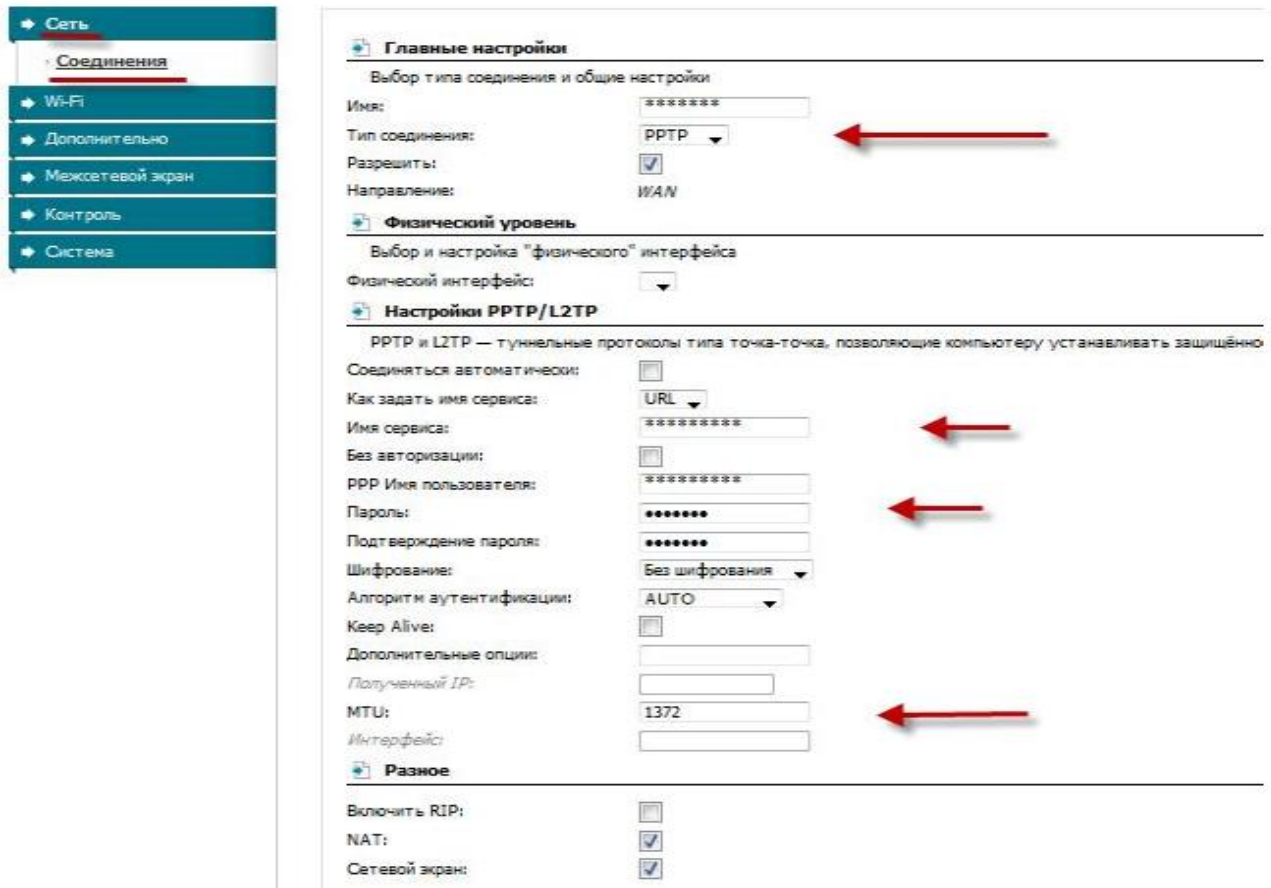 Сеть
Соединения
Wi-Fi
Дополнительно
Межсетевой экран
Контроль
Система
Главные настройки
Выбор типа соединения и общие настройки
Имя: *******
Тип соединения: PPTP
Разрешить:
Направление: WAN
Физический уровень
Выбор и настройка "физического" интерфейса
Физический интерфейс:
Настройки PPTP/L2TP
PPTP и L2TP — туннельные протоколы типа точка-точка, позволяющие компьютеру устанавливать защищённо
Соединяться автоматически:
Как задать имя сервиса: URL
Имя сервиса: *********
Без авторизации:
PPP Имя пользователя: *********
Пароль: •••••••
Подтверждение пароля: •••••••
Шифрование: Без шифрования
Алгоритм аутентификации: AUTO
Keep Alive:
Дополнительные опции:
Полученный IP:
MTU: 1372
Интерфейс:
Разное
Включить RIP:
NAT:
Сетевой экран: